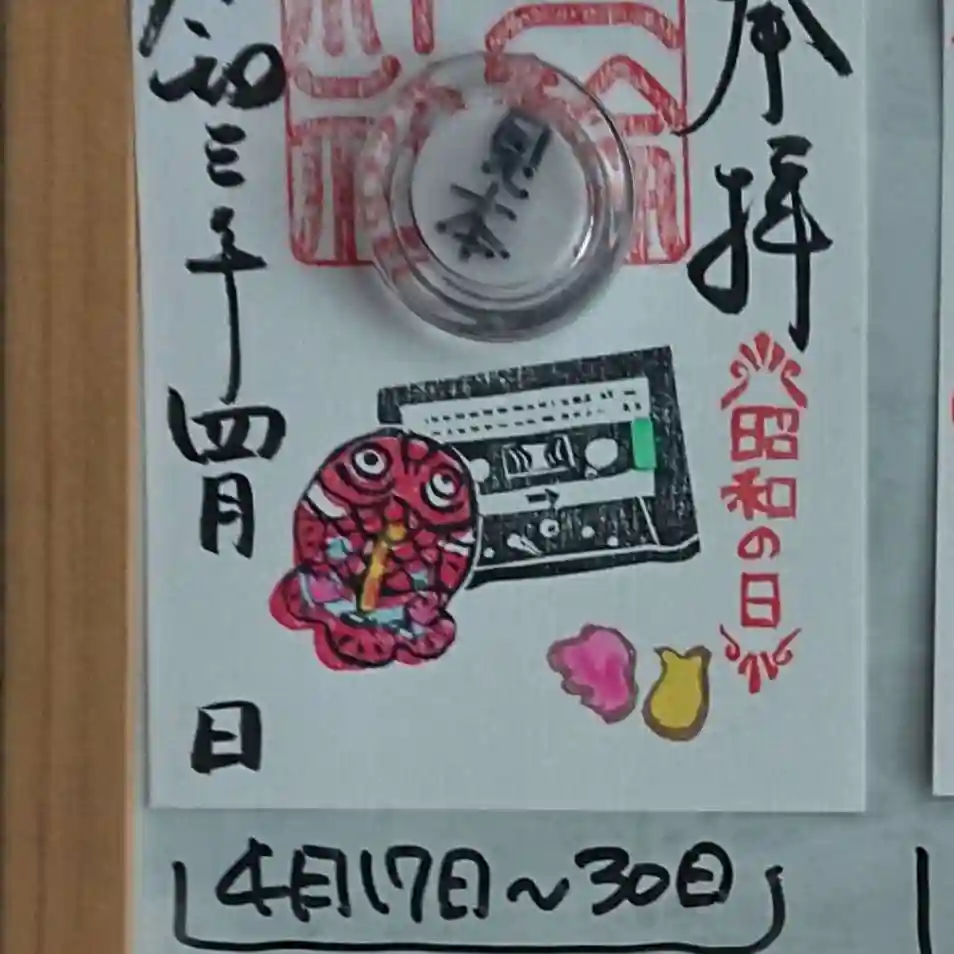 奉拝
昭和の日
見本
令和三年四月 日
4月17日～30日